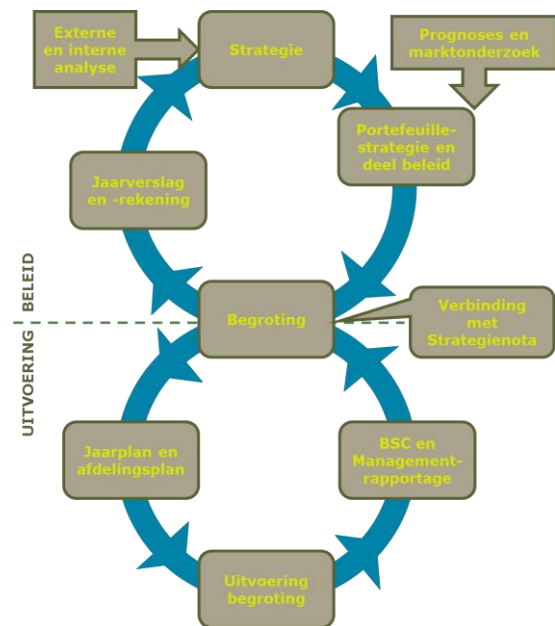 Externe
en interne
analyse
Strategie
Prognoses en
marktonderzoek
Portefeuille-
strategie en
deel beleid
Jaarverslag
en -rekening
BELEID
Begroting
Verbinding
met
Strategienota
UITVOERING
Jaarplan en
afdelingsplan
BSC en
Management-
rapportage
Uitvoering
begroting